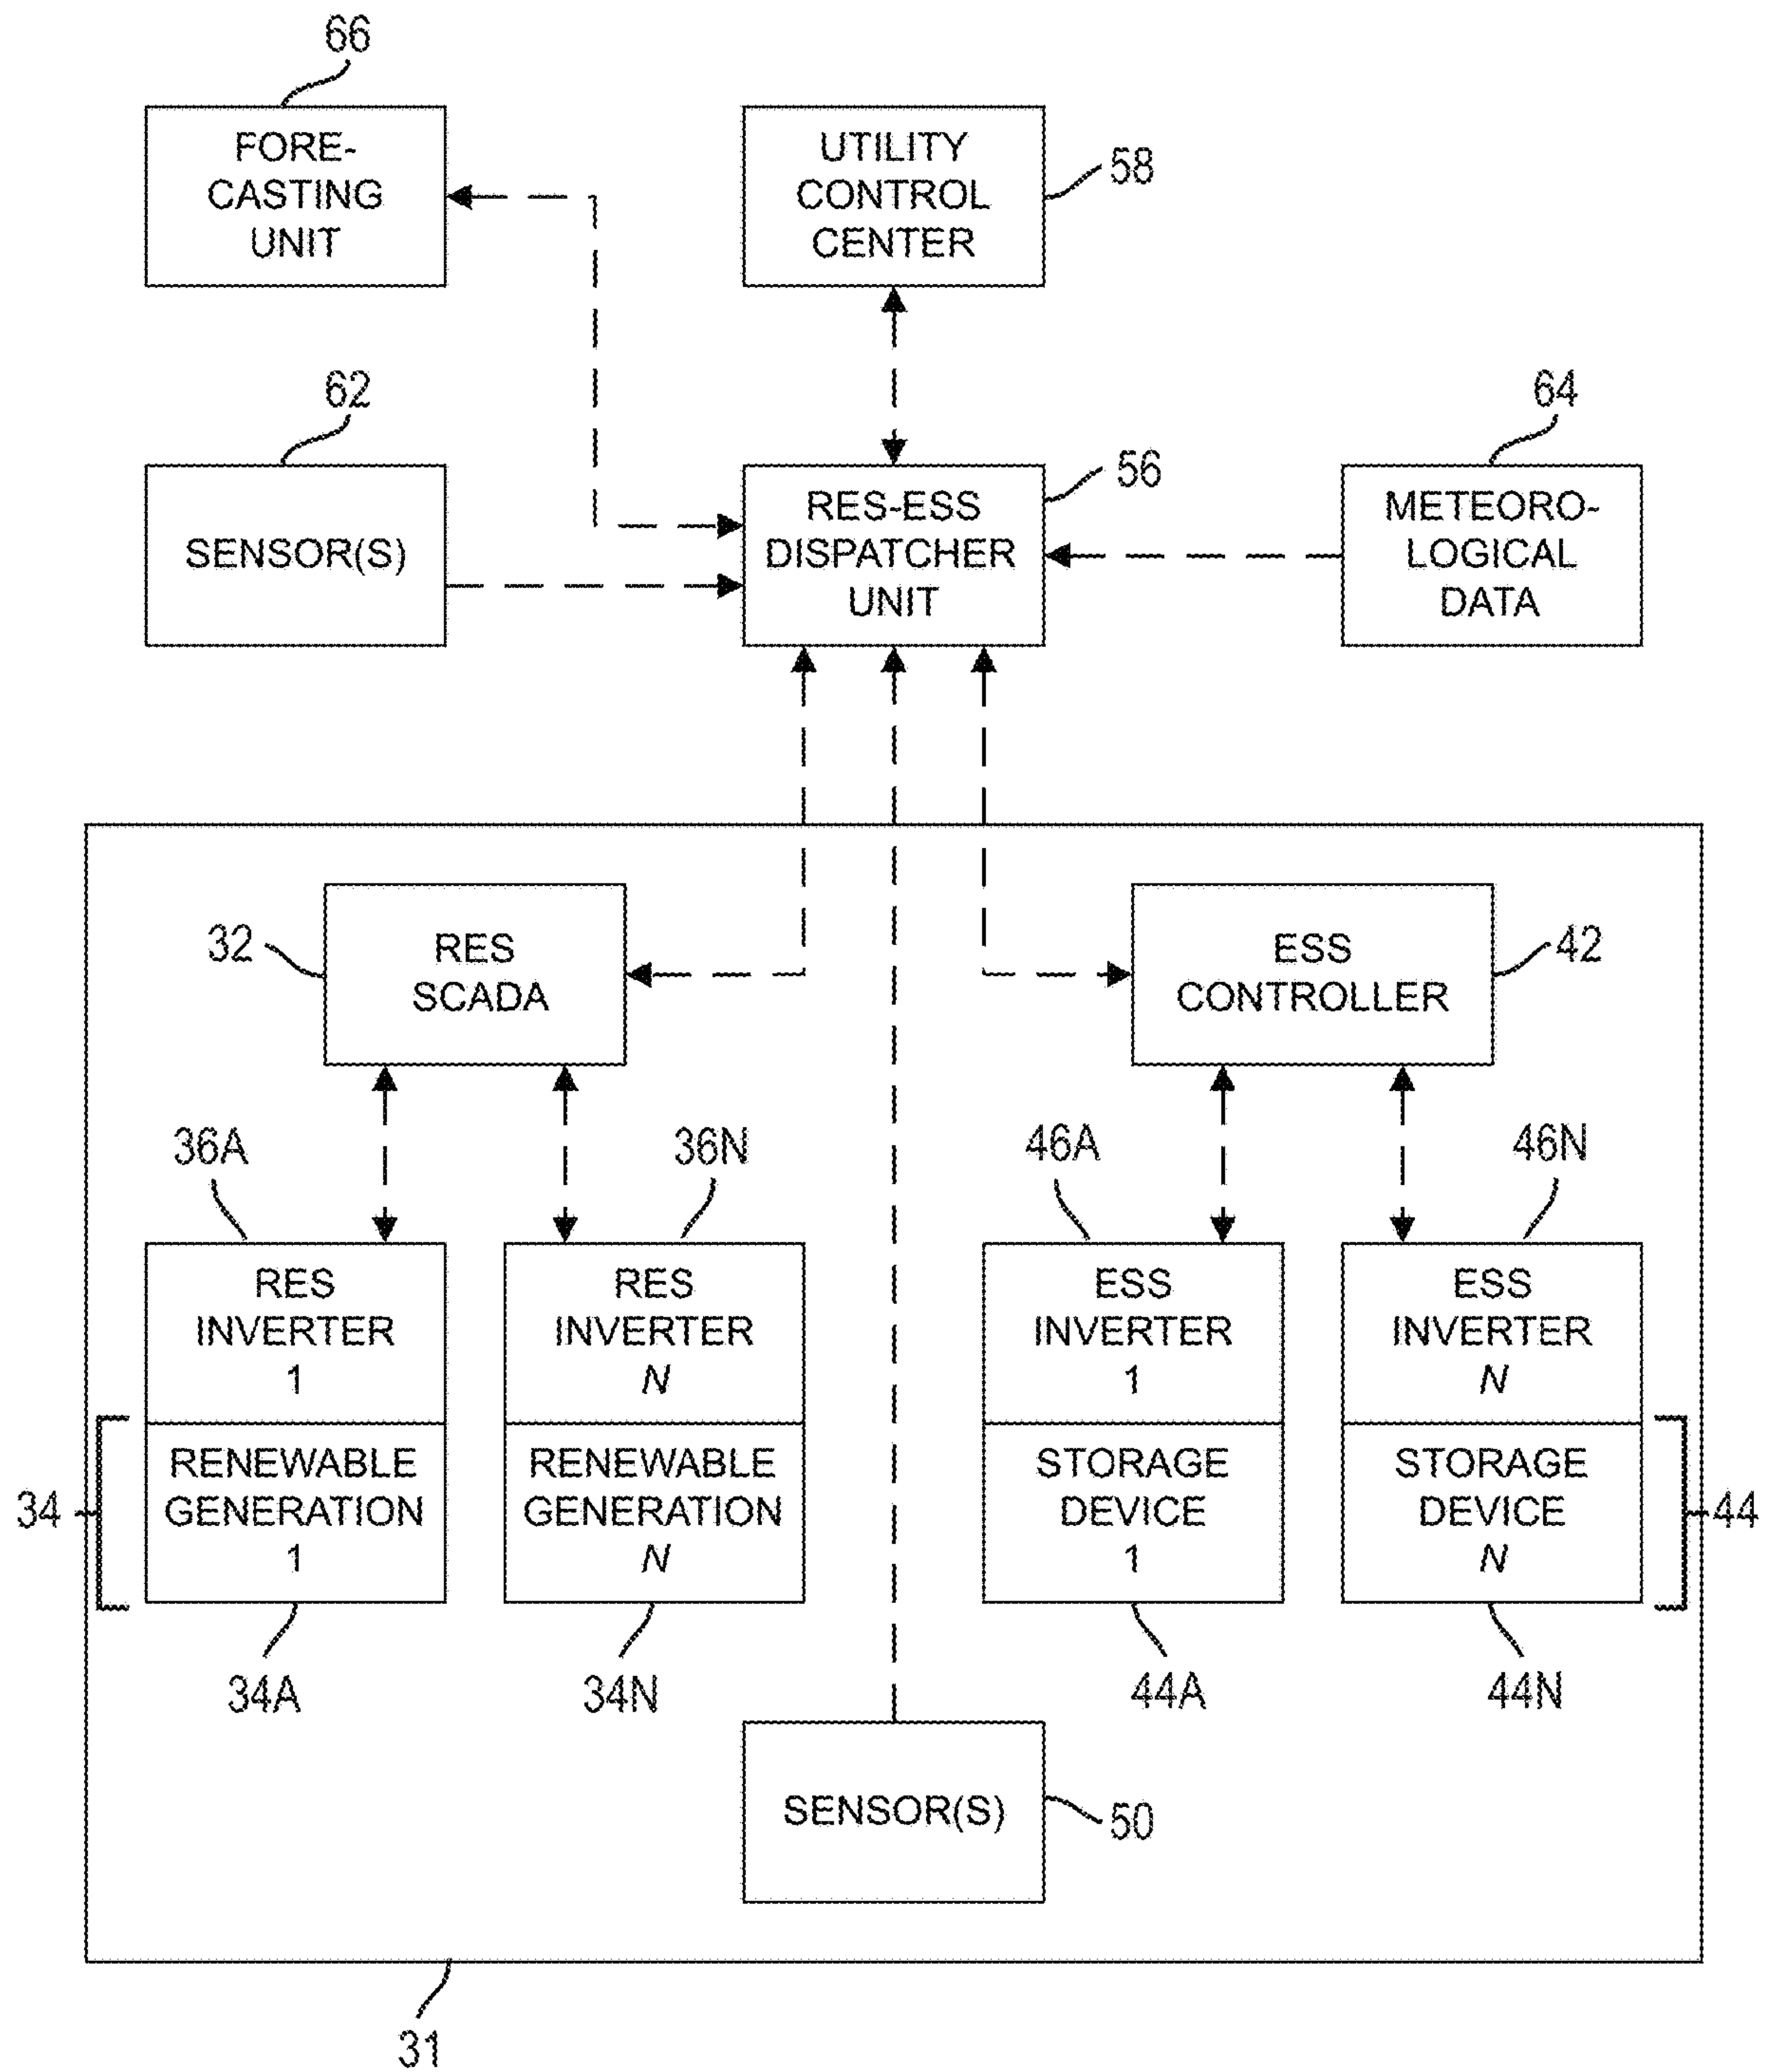 66
FORE-
CASTING
UNIT
UTILITY
CONTROL
CENTER
58
62
SENSOR(S)
RES-ESS
DISPATCHER
UNIT
56
64
METEORO-
LOGICAL
DATA
32
RES
SCADA
ESS
CONTROLLER
42
36A
36N
46A
46N
RES
INVERTER
1
RES
INVERTER
N
ESS
INVERTER
1
ESS
INVERTER
N
34
RENEWABLE
GENERATION
1
RENEWABLE
GENERATION
N
STORAGE
DEVICE
1
STORAGE
DEVICE
N
44
34A
34N
44A
44N
SENSOR(S)
50
31